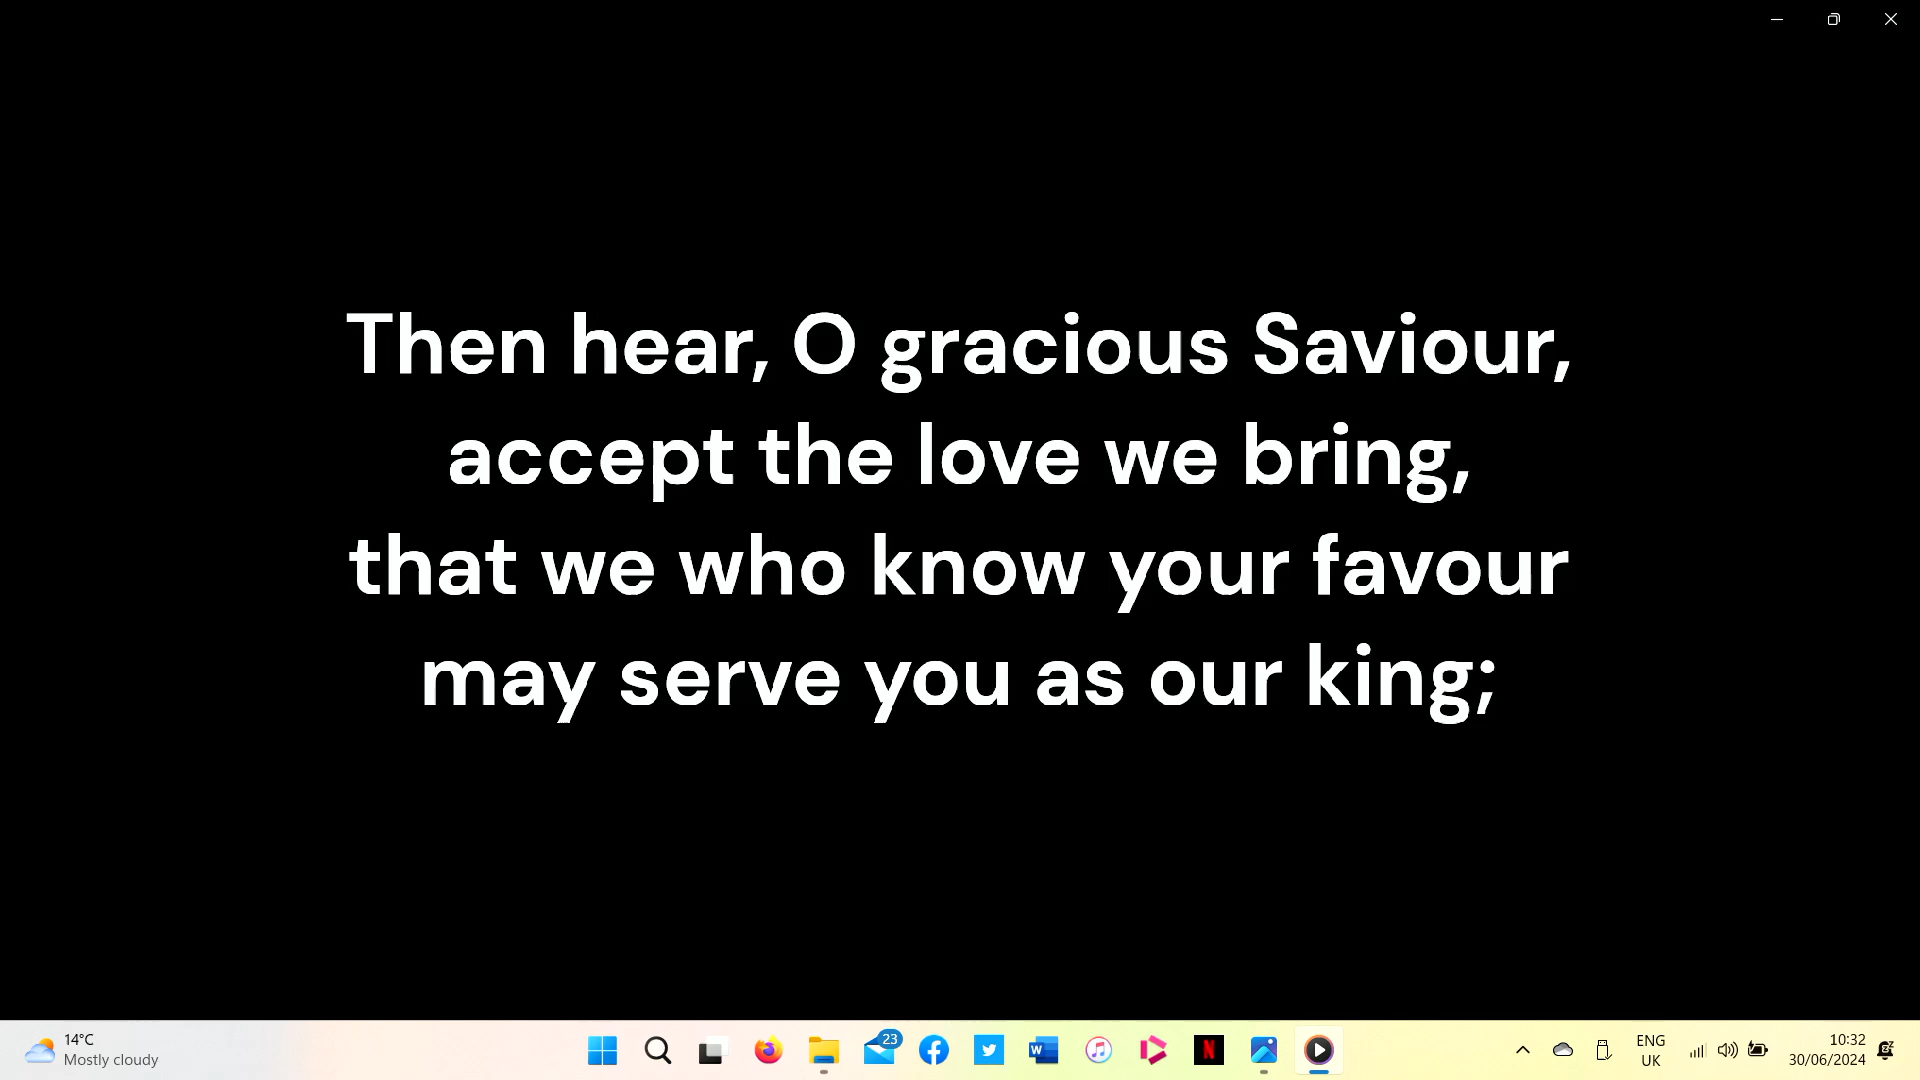 Then hear, O gracious Saviour,
accept the love we bring,
that we who know your favour
may serve you as our king;
14°C
Mostly cloudy
23
W
N
ENG
UK
10:32
30/06/2024